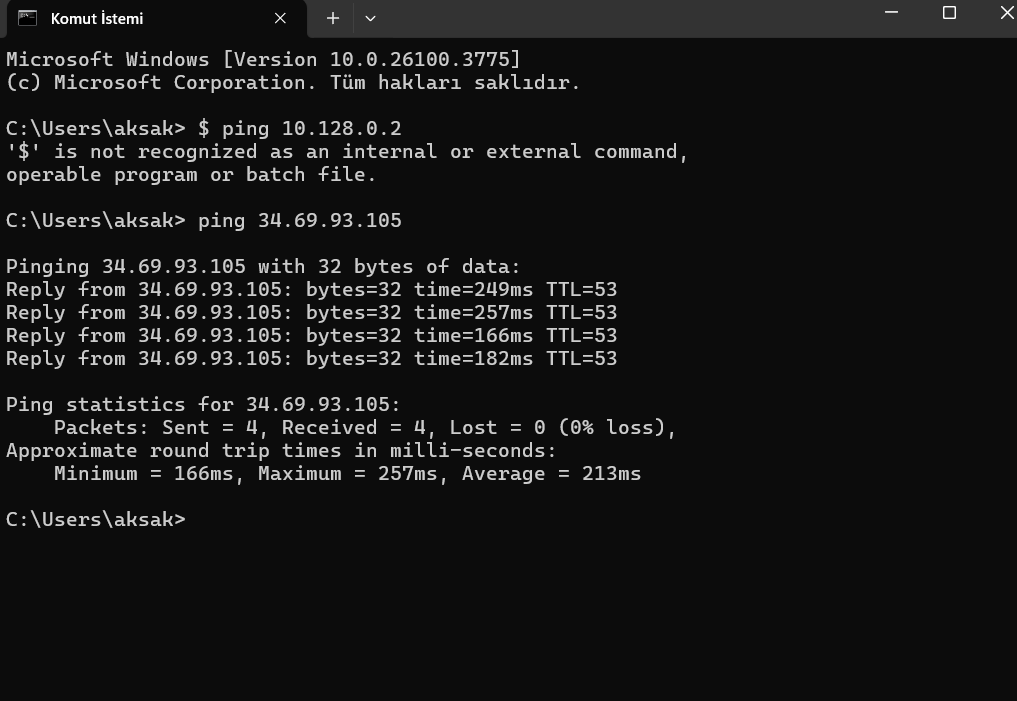 Komut İstemi
Microsoft Windows [Version 10.0.26100.3775]
(c) Microsoft Corporation. Tüm hakları saklıdır.
C:\Users\aksak> $ ping 10.128.0.2
'$' is not recognized as an internal or external command,
operable program or batch file.
C:\Users\aksak> ping 34.69.93.105
Pinging 34.69.93.105 with 32 bytes of data:
Reply from 34.69.93.105: bytes=32 time=249ms TTL=53
Reply from 34.69.93.105: bytes=32 time=257ms TTL=53
Reply from 34.69.93.105: bytes=32 time=166ms TTL=53
Reply from 34.69.93.105: bytes=32 time=182ms TTL=53
Ping statistics for 34.69.93.105:
    Packets: Sent = 4, Received = 4, Lost = 0 (0% loss),
Approximate round trip times in milli-seconds:
    Minimum = 166ms, Maximum = 257ms, Average = 213ms
C:\Users\aksak>